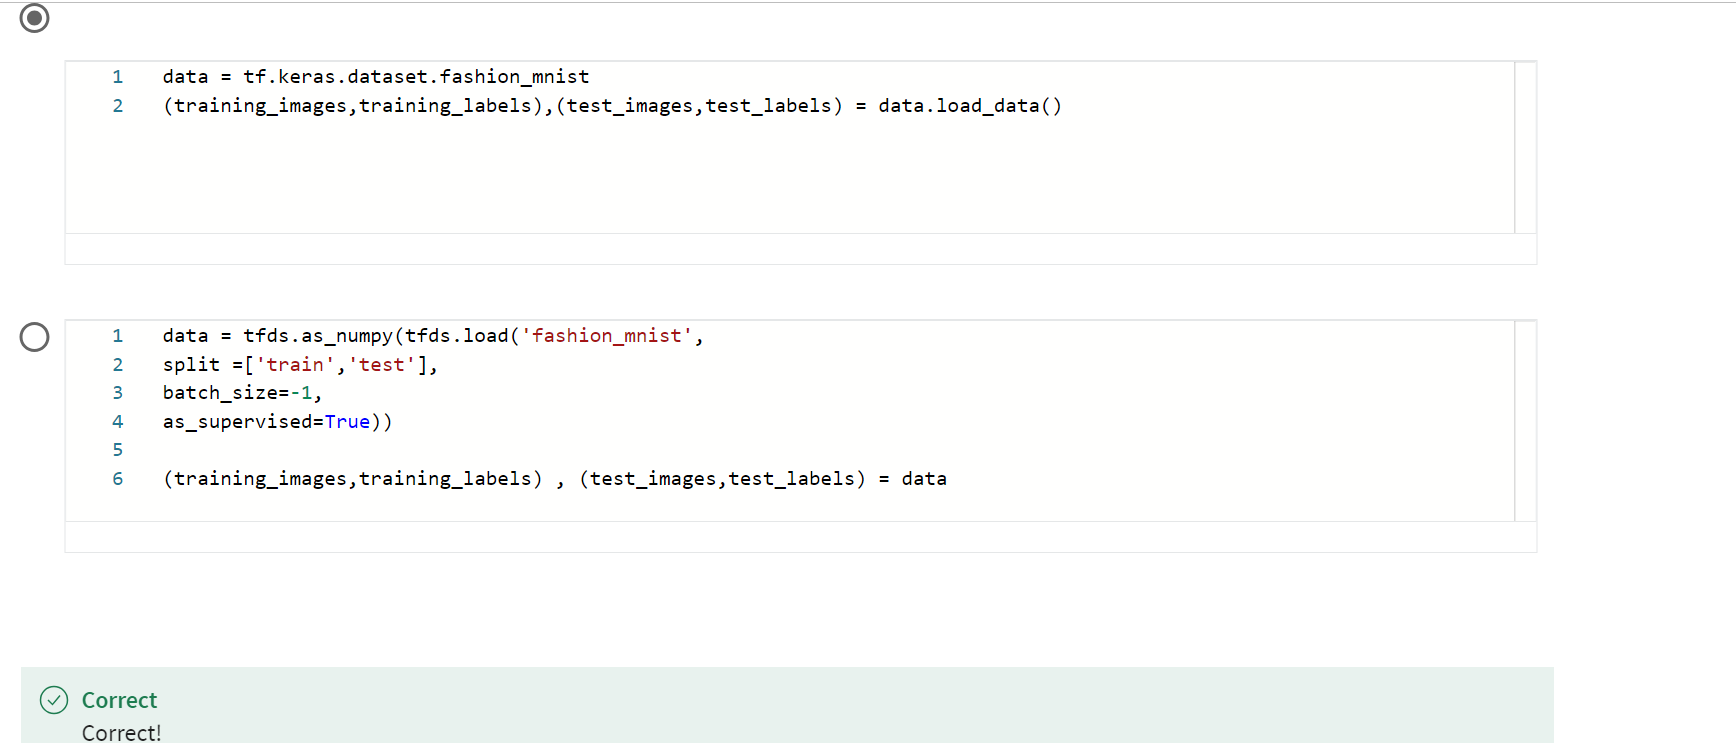 1 data = tf.keras.dataset.fashion_mnist
2 (training_images,training_labels),(test_images,test_labels) = data.load_data()
1 data = tfds.as_numpy(tfds.load('fashion_mnist',
2 split =['train','test'],
3 batch_size=-1,
4 as_supervised=True))
5
6 (training_images,training_labels) , (test_images,test_labels) = data
Correct
Correct!